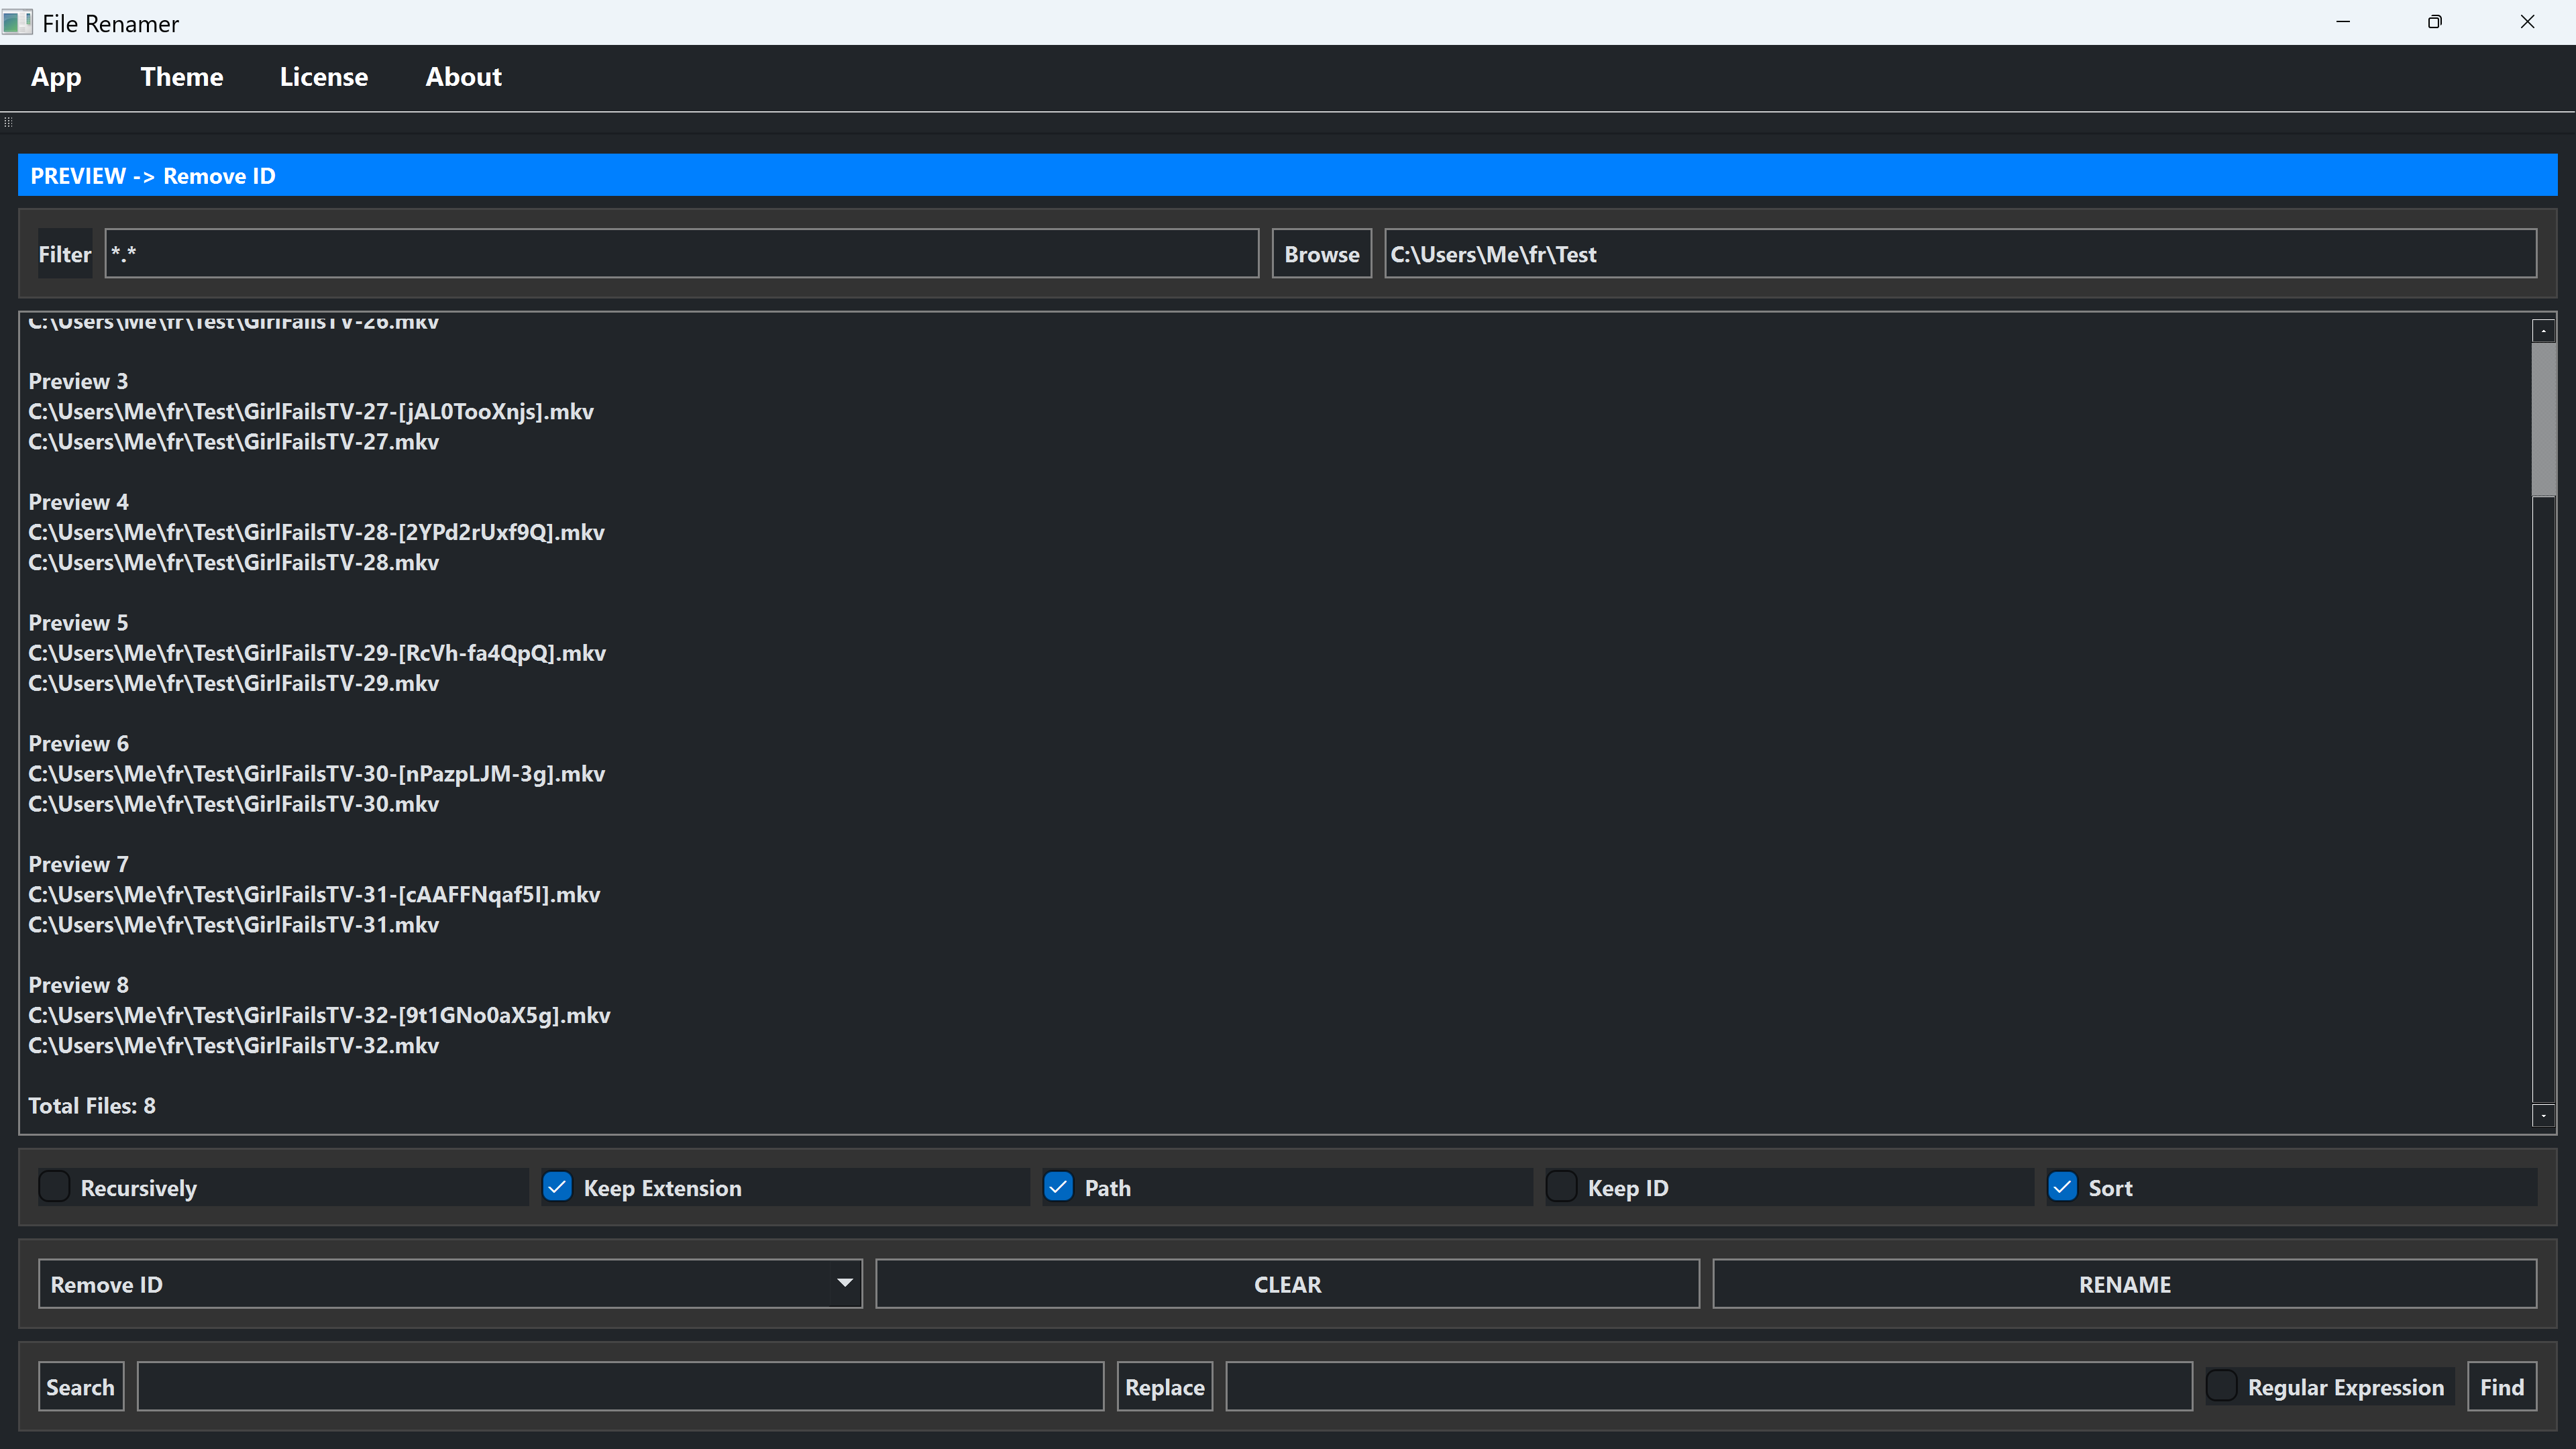 File Renamer
App Theme License About
PREVIEW -> Remove ID
Filter *.* Browse C:\Users\Me\fr\Test
C:\Users\Me\fr\Test\GirlFailsTV-26.mkv
Preview 3
C:\Users\Me\fr\Test\GirlFailsTV-27-[jAL0TooXnjs].mkv
C:\Users\Me\fr\Test\GirlFailsTV-27.mkv
Preview 4
C:\Users\Me\fr\Test\GirlFailsTV-28-[2YPd2rUxf9Q].mkv
C:\Users\Me\fr\Test\GirlFailsTV-28.mkv
Preview 5
C:\Users\Me\fr\Test\GirlFailsTV-29-[RcVh-fa4QpQ].mkv
C:\Users\Me\fr\Test\GirlFailsTV-29.mkv
Preview 6
C:\Users\Me\fr\Test\GirlFailsTV-30-[nPazpLJM-3g].mkv
C:\Users\Me\fr\Test\GirlFailsTV-30.mkv
Preview 7
C:\Users\Me\fr\Test\GirlFailsTV-31-[cAAFFNqaf5I].mkv
C:\Users\Me\fr\Test\GirlFailsTV-31.mkv
Preview 8
C:\Users\Me\fr\Test\GirlFailsTV-32-[9t1GNo0aX5g].mkv
C:\Users\Me\fr\Test\GirlFailsTV-32.mkv
Total Files: 8
Recursively Keep Extension Path Keep ID Sort
Remove ID CLEAR RENAME
Search Replace Regular Expression Find